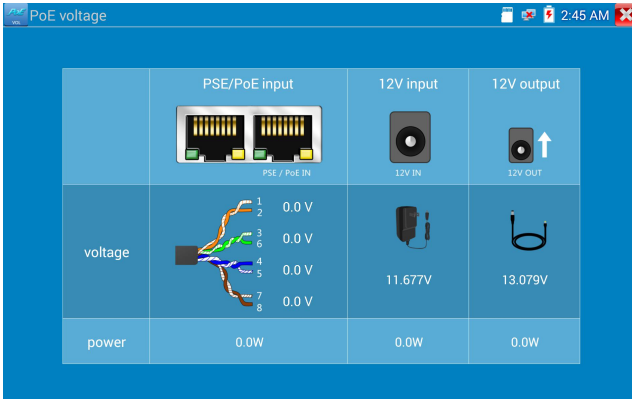 PoE voltage
2:45 AM
PSE/PoE input
12V input
12V output
PSE / PoE IN
12V IN
12V OUT
voltage
1
2
0.0 V
3
6
0.0 V
4
5
0.0 V
7
8
0.0 V
11.677V
13.079V
power
0.0W
0.0W
0.0W